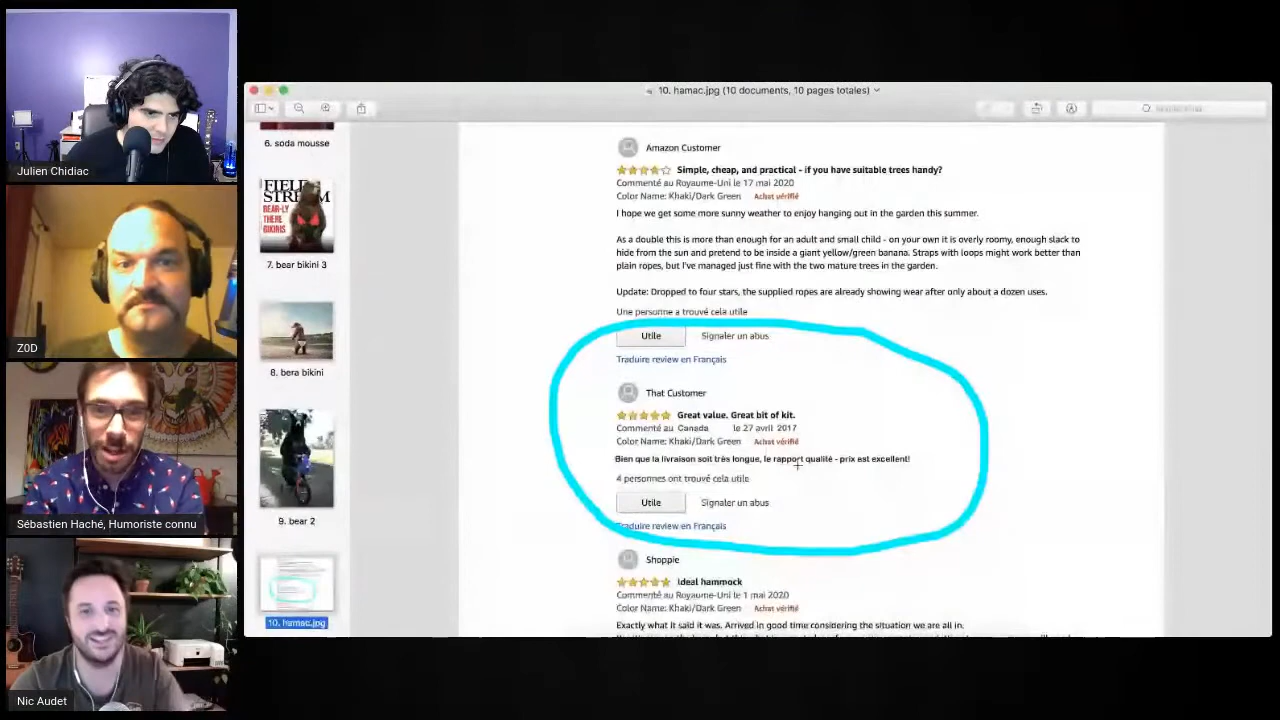 Julien Chidiac
Z0D
Sébastien Haché, Humoriste connu
Nic Audet
10. hamac.jpg (10 documents, 10 pages totales)
6. soda mousse
FIELD
STREAM
BEAR-LY
THERE
BIKIRIS
7. bear bikini 3
8. bera bikini
9. bear 2
10. hamac.jpg
Amazon Customer
Simple, cheap, and practical - if you have suitable trees handy?
Commenté au Royaume-Uni le 17 mai 2020
Color Name: Khaki/Dark Green Achat vérifié
I hope we get some more sunny weather to enjoy hanging out in the garden this summer.
As a double this is more than enough for an adult and small child - on your own it is overly roomy, enough slack to
hide from the sun and pretend to be inside a giant yellow/green banana. Straps with loops might work better than
plain ropes, but I've managed just fine with the two mature trees in the garden.
Update: Dropped to four stars, the supplied ropes are already showing wear after only about a dozen uses.
Une personne a trouvé cela utile
Utile Signaler un abus
Traduire review en Français
That Customer
Great value. Great bit of kit.
Commenté au Canada le 27 avril 2017
Color Name: Khaki/Dark Green Achat vérifié
Bien que la livraison soit très longue, le rapport qualité - prix est excellent!
4 personnes ont trouvé cela utile
Utile Signaler un abus
Traduire review en Français
Shoppie
Ideal hammock
Commenté au Royaume-Uni le 1 mai 2020
Color Name: Khaki/Dark Green Achat vérifié
Exactly what it said it was. Arrived in good time considering the situation we are all in.